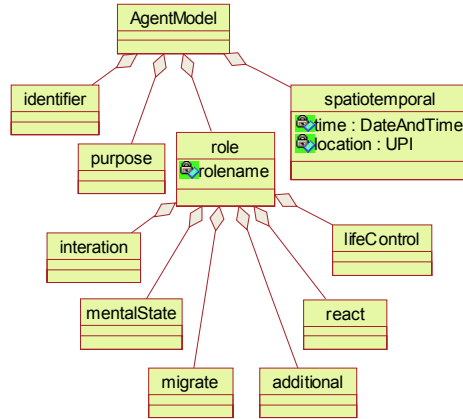 AgentModel
identifier
spatiotemporal
time : DateAndTime
location : UPI
purpose
role
rolename
interation
lifeControl
mentalState
react
migrate
additional